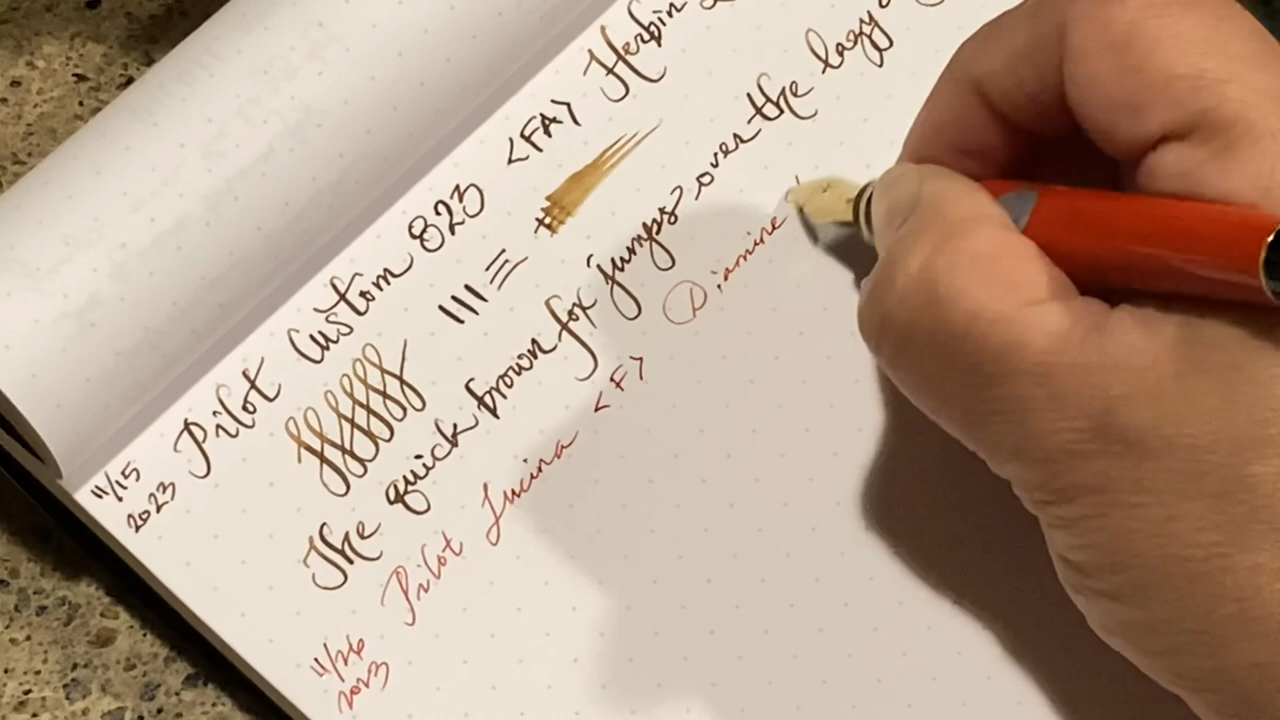 11/15
2023
Pilot Custom 823 <FA> Herbin
The quick brown fox jumps over the lazy
11/26
2023
Pilot Lucina <F> Diamine